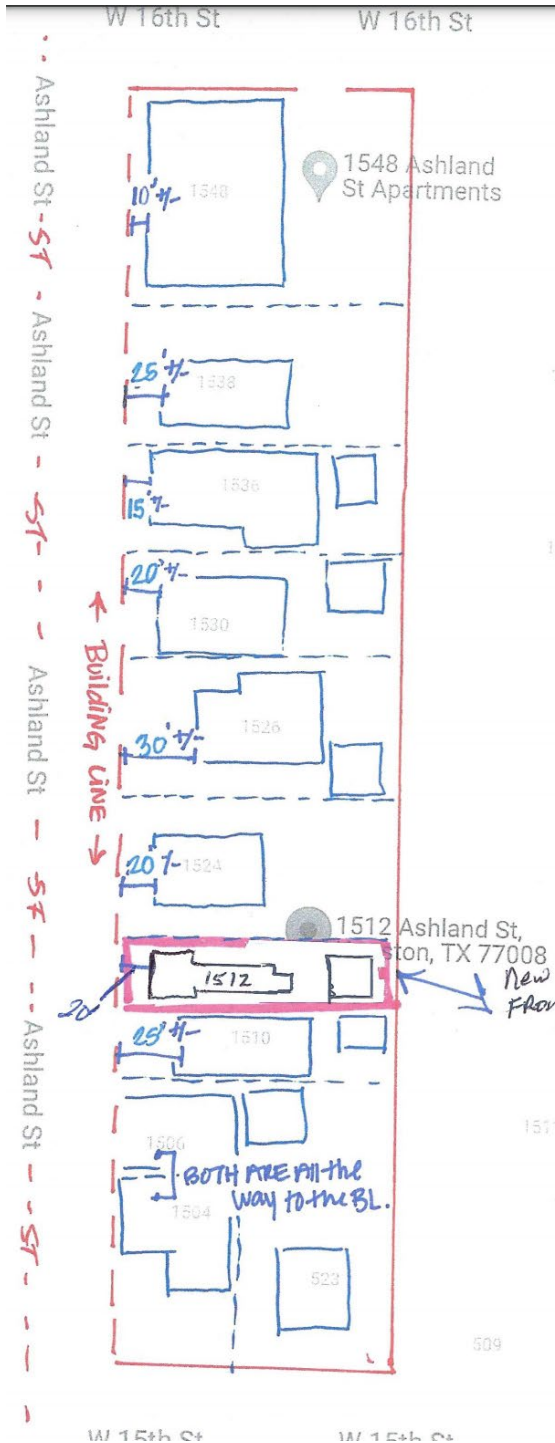 W 16th St
W 16th St
Ashland St
ST
Ashland St
ST
Ashland St
ST
Ashland St
ST
1548 Ashland
St Apartments
1548
10'+/-
25'+/-
1538
1536
15'+/-
20'+/-
1530
← BUILDING LINE →
1526
30'+/-
20'/-
1524
1512 Ashland St,
ston, TX 77008
1512
20
New
25'+/-
1510
1511
1506
BOTH ARE All the
way to the BL.
1504
523
509
W 15th St
W 15th St